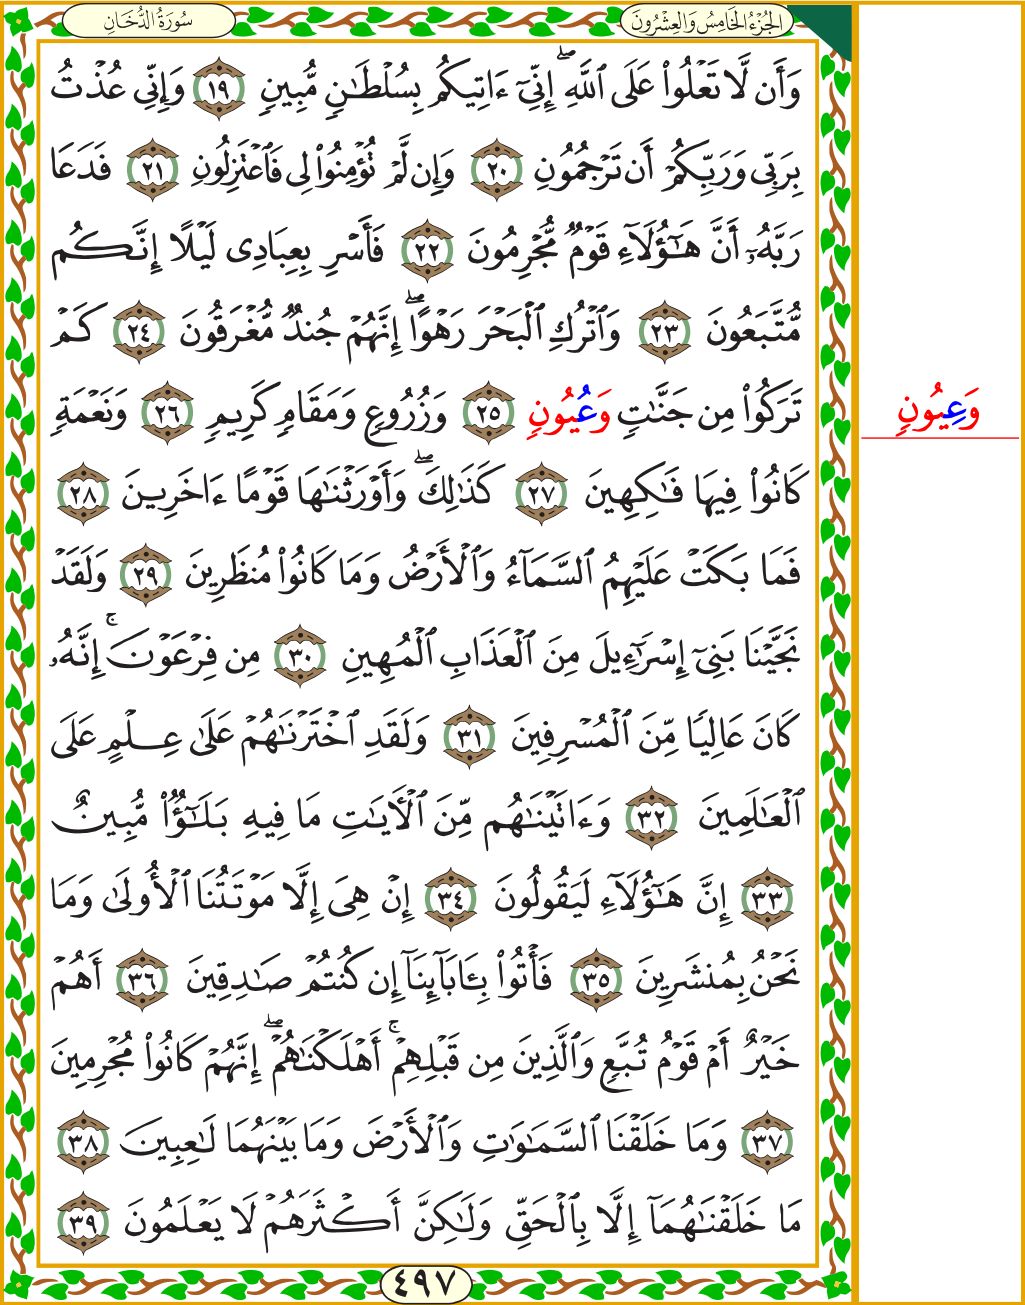 الجُزْءُ الخَامِسُ وَالعِشْرُونَ
سُورَةُ الدُّخَانِ
وَأَن لَّا تَعْلُوا۟ عَلَى ٱللَّهِ ۖ إِنِّىٓ ءَاتِيكُم بِسُلْطَـٰنٍ مُّبِينٍ ١٩ وَإِنِّى عُذْتُ
بِرَبِّى وَرَبِّكُمْ أَن تَرْجُمُونِ ٢٠ وَإِن لَّمْ تُؤْمِنُوا۟ لِى فَٱعْتَزِلُونِ ٢١ فَدَعَا
رَبَّهُۥٓ أَنَّ هَـٰٓؤُلَآءِ قَوْمٌ مُّجْرِمُونَ ٢٢ فَأَسْرِ بِعِبَادِى لَيْلًا إِنَّكُم
مُّتَّبَعُونَ ٢٣ وَٱتْرُكِ ٱلْبَحْرَ رَهْوًا ۖ إِنَّهُمْ جُندٌ مُّغْرَقُونَ ٢٤ كَمْ
تَرَكُوا۟ مِن جَنَّـٰتٍ وَعُيُونٍ ٢٥ وَزُرُوعٍ وَمَقَامٍ كَرِيمٍ ٢٦ وَنَعْمَةٍ
وَعِيُونٍ
كَانُوا۟ فِيهَا فَـٰكِهِينَ ٢٧ كَذَٰلِكَ ۖ وَأَوْرَثْنَـٰهَا قَوْمًا ءَاخَرِينَ ٢٨
فَمَا بَكَتْ عَلَيْهِمُ ٱلسَّمَآءُ وَٱلْأَرْضُ وَمَا كَانُوا۟ مُنظَرِينَ ٢٩ وَلَقَدْ
نَجَّيْنَا بَنِىٓ إِسْرَٰٓءِيلَ مِنَ ٱلْعَذَابِ ٱلْمُهِينِ ٣٠ مِن فِرْعَوْنَ ۚ إِنَّهُۥ
كَانَ عَالِيًا مِّنَ ٱلْمُسْرِفِينَ ٣١ وَلَقَدِ ٱخْتَرْنَـٰهُمْ عَلَىٰ عِلْمٍ عَلَى
ٱلْعَـٰلَمِينَ ٣٢ وَءَاتَيْنَـٰهُم مِّنَ ٱلْـَٔايَـٰتِ مَا فِيهِ بَلَـٰٓؤٌا۟ مُّبِينٌ
٣٣ إِنَّ هَـٰٓؤُلَآءِ لَيَقُولُونَ ٣٤ إِنْ هِىَ إِلَّا مَوْتَتُنَا ٱلْأُولَىٰ وَمَا
نَحْنُ بِمُنشَرِينَ ٣٥ فَأْتُوا۟ بِـَٔابَآئِنَآ إِن كُنتُمْ صَـٰدِقِينَ ٣٦ أَهُمْ
خَيْرٌ أَمْ قَوْمُ تُبَّعٍ وَٱلَّذِينَ مِن قَبْلِهِمْ ۚ أَهْلَكْنَـٰهُمْ ۖ إِنَّهُمْ كَانُوا۟ مُجْرِمِينَ
٣٧ وَمَا خَلَقْنَا ٱلسَّمَـٰوَٰتِ وَٱلْأَرْضَ وَمَا بَيْنَهُمَا لَـٰعِبِينَ ٣٨
مَا خَلَقْنَـٰهُمَآ إِلَّا بِٱلْحَقِّ وَلَـٰكِنَّ أَكْثَرَهُمْ لَا يَعْلَمُونَ ٣٩
٤٩٧